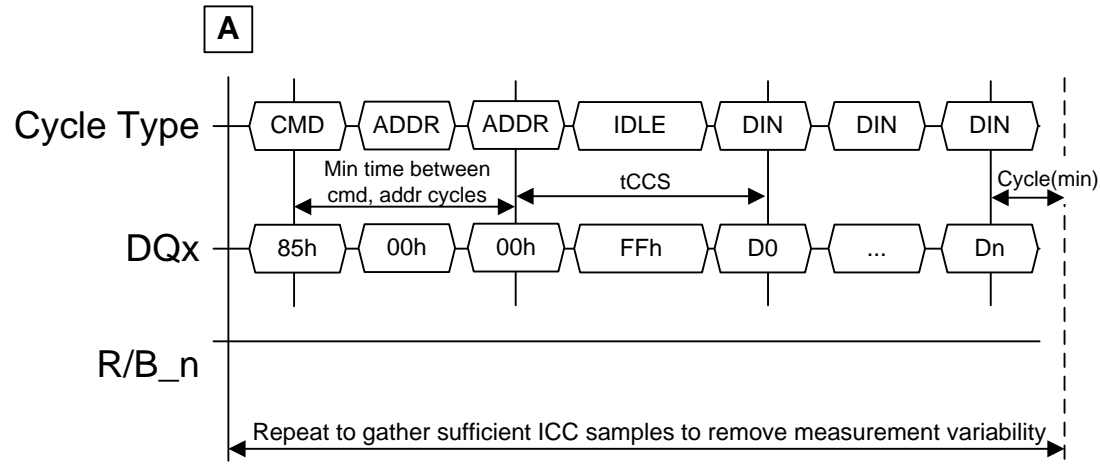 A
Cycle Type
CMD ADDR ADDR IDLE DIN DIN DIN
Min time between
cmd, addr cycles
tCCS
Cycle(min)
DQx
85h 00h 00h FFh D0 ... Dn
R/B_n
Repeat to gather sufficient ICC samples to remove measurement variability